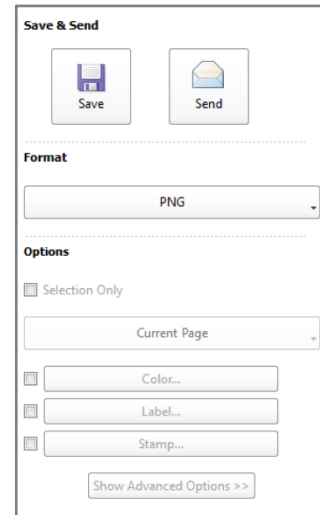 Save & Send
Save Send
Format
PNG
Options
Selection Only
Current Page
Color...
Label...
Stamp...
Show Advanced Options >>